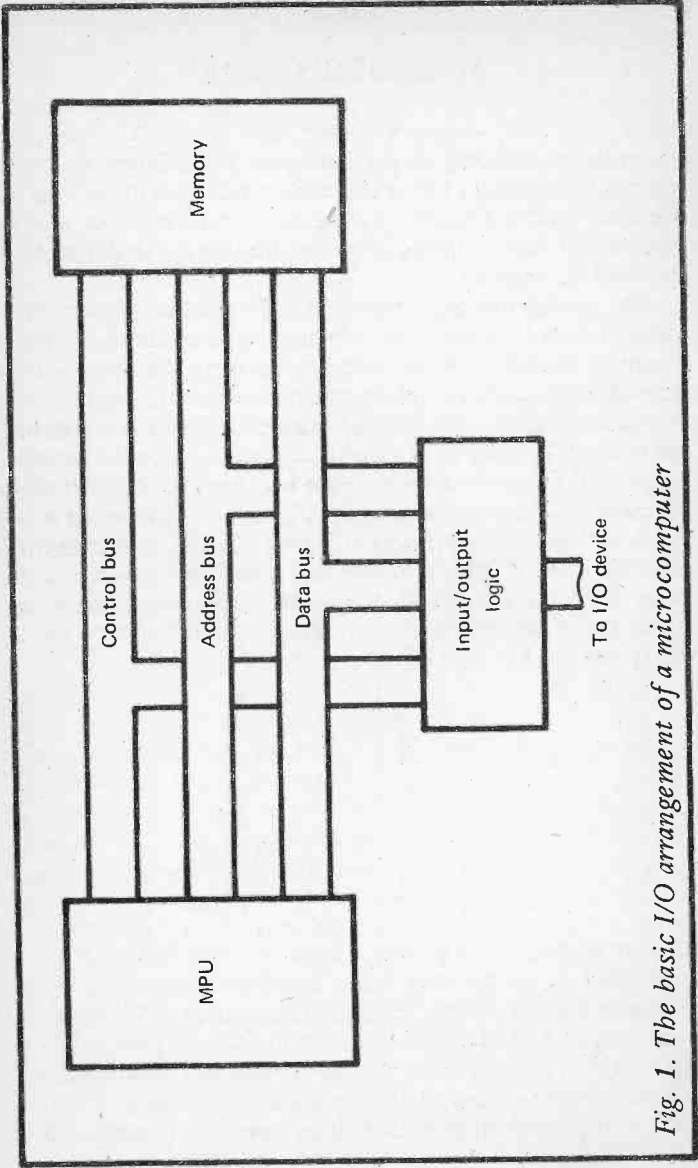 MPU
Control bus
Address bus
Data bus
Memory
Input/output
logic
To I/O device
Fig. 1. The basic I/O arrangement of a microcomputer